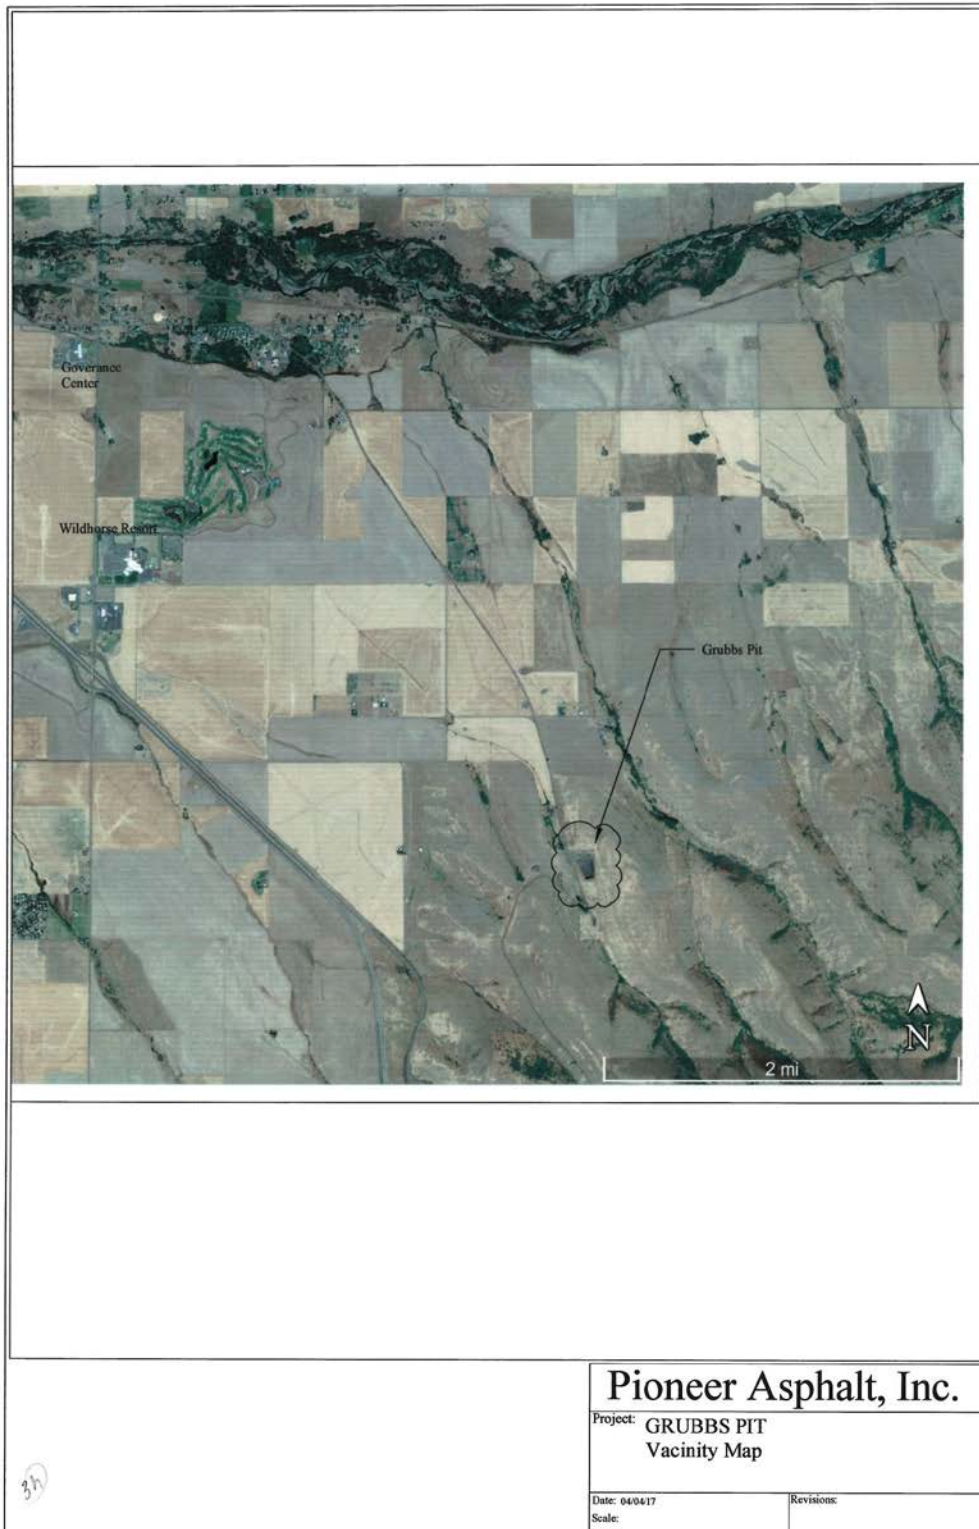 Goverance
Center
Wildhorse Resort
Grubbs Pit
N
2 mi
Pioneer Asphalt, Inc.
Project: GRUBBS PIT
Vacinity Map
Date: 04/04/17
Revisions:
Scale: